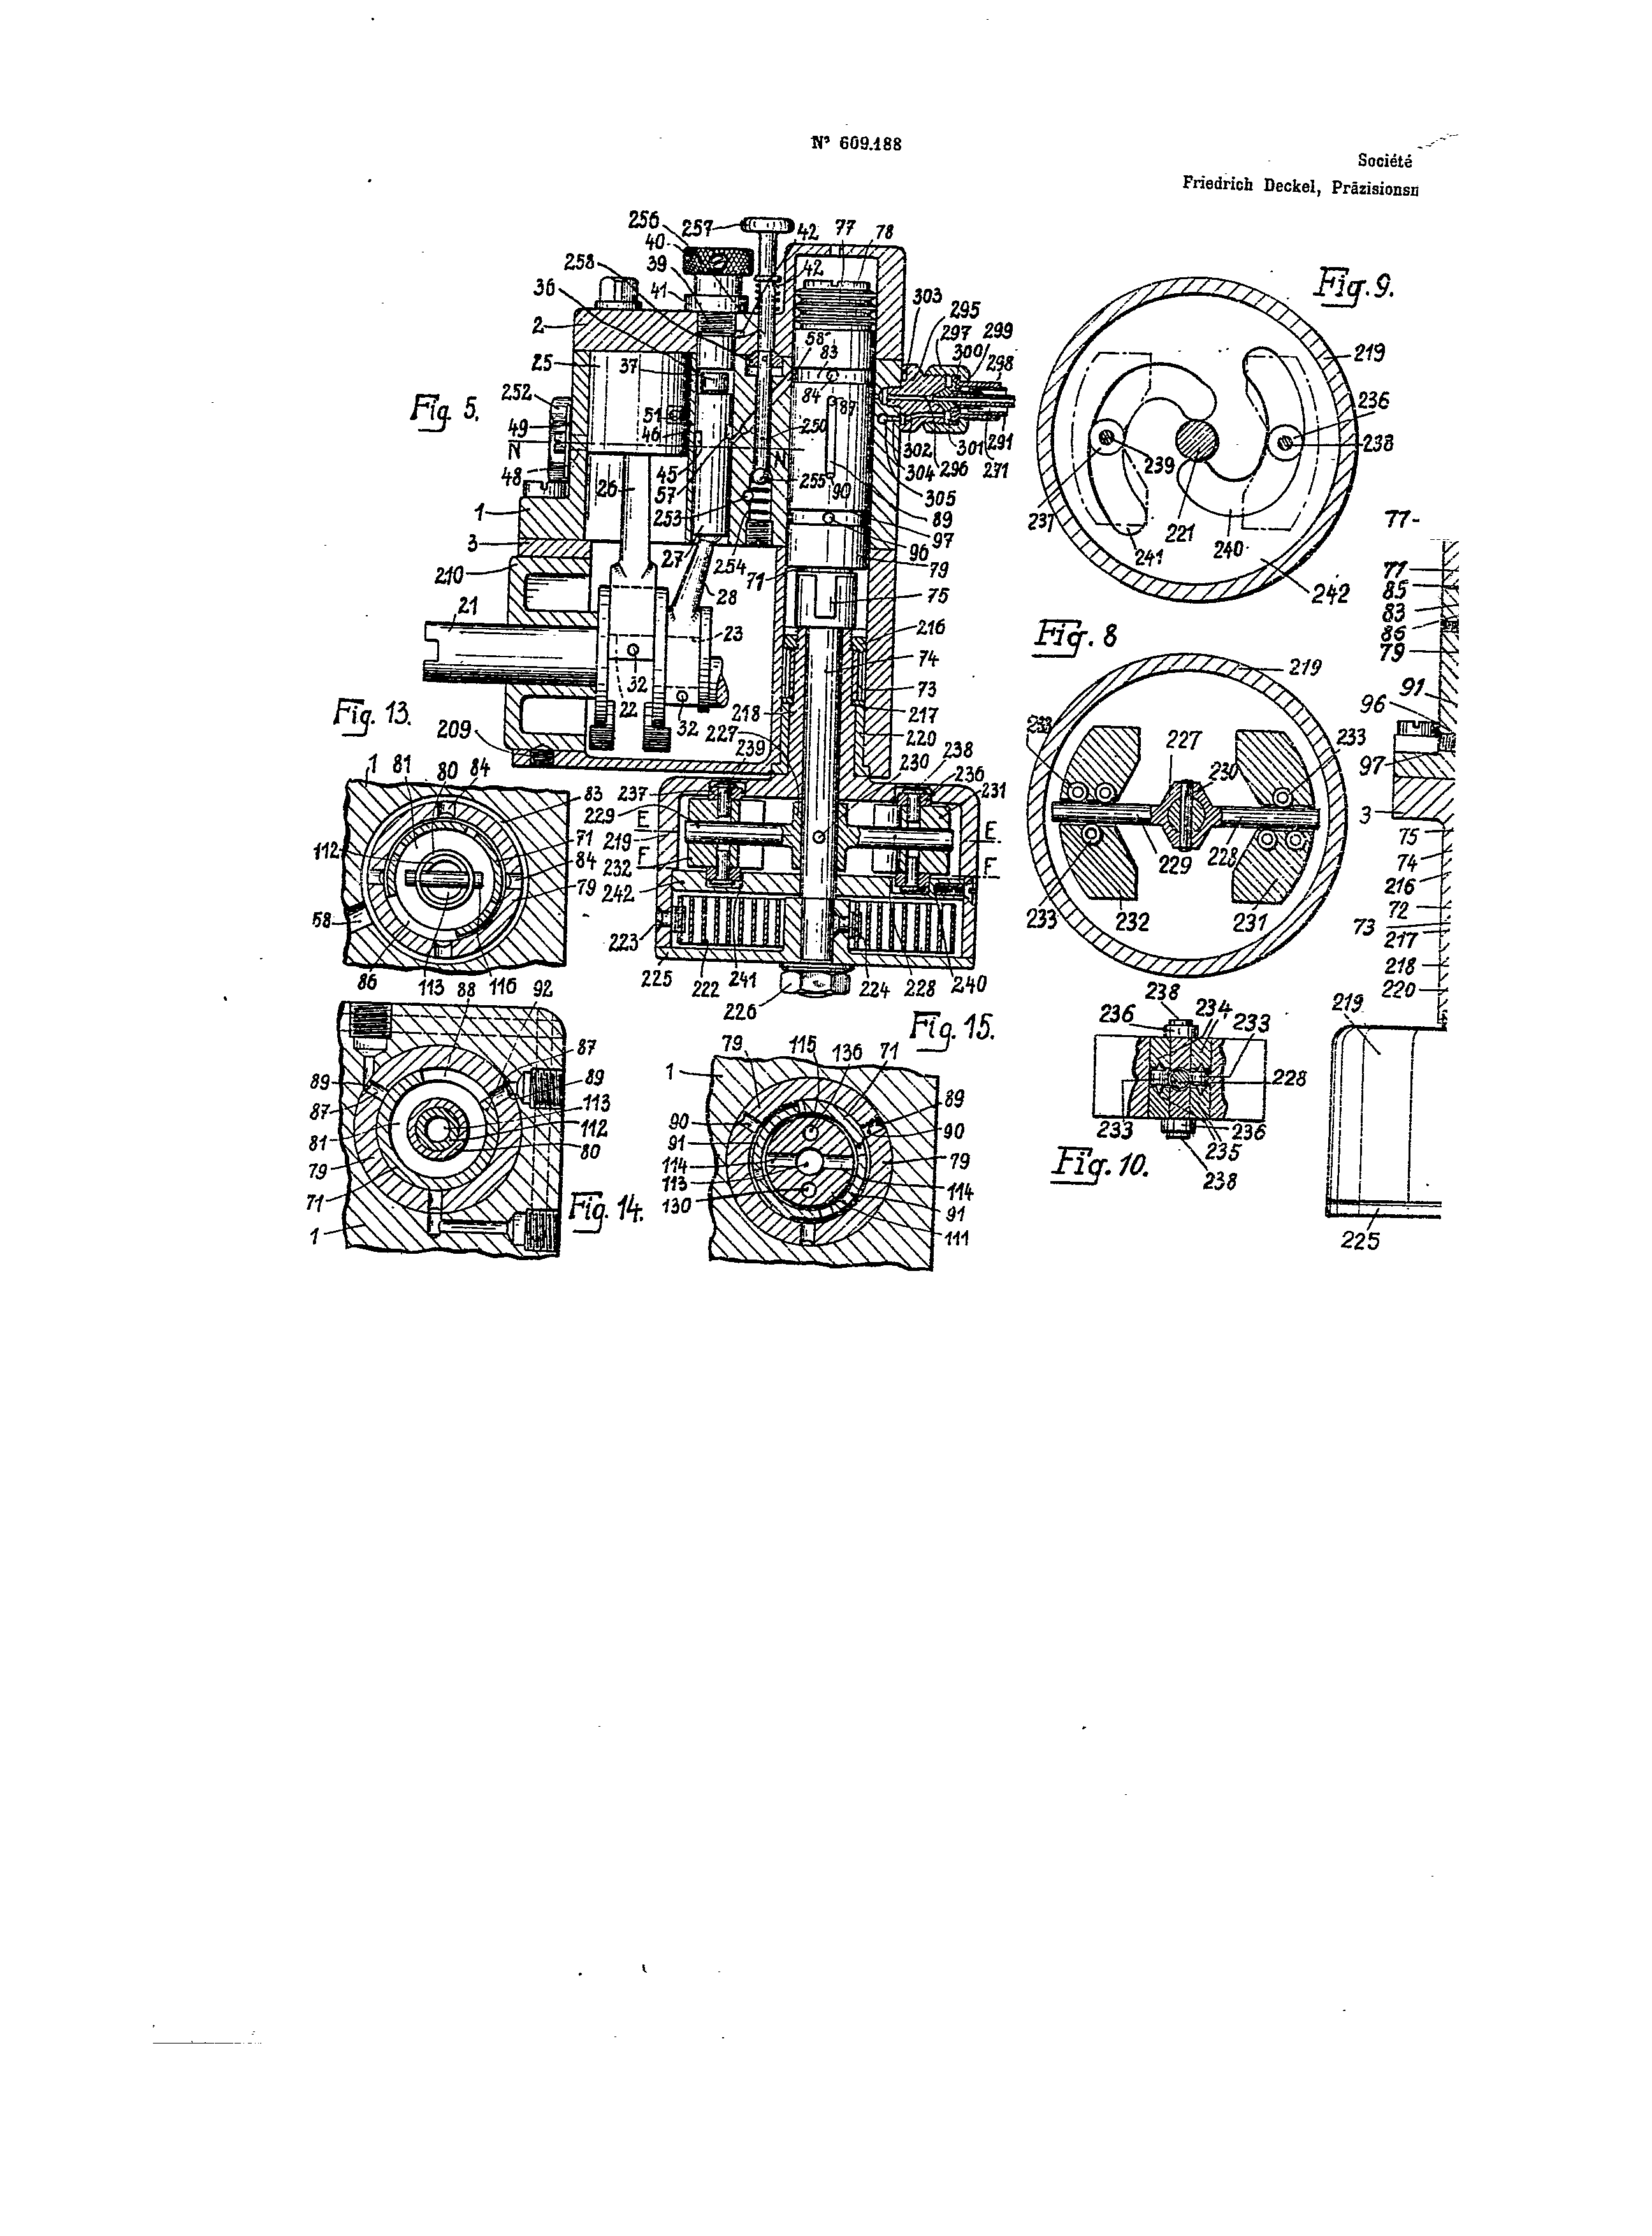 Nº 609.188
Société
Friedrich Deckel, Präzisionsn
Fig. 5.
256 257 42 77 78
40
258 39 42
36 41
2
25 37 58 83
252 84 87
49 51
N 46 250 N
48 45 255 90
26 57
1 253
3 27 254 89
210 71 97
28 96
21 79
75
23 216
74
32 73
22 32 218 217
209 227 220
239 230 238
237 236
229 231
E E
219
232 F F
242
223
225 222 241 224 228 240
226
303 295
297 299
300 298
302 301 291
304 296 271
305
Fig. 9.
219
236
238
239
237
221
241 240
242
Fig. 8
219
233 227 233
230
229 228
233 232 231
Fig. 10.
238
236 234 233
228
233 236
235
238
Fig. 13.
1 81 80 84
83
112 71
84
79
58
86 113 116
Fig. 14.
88 92
87
89 89
87 113
81 112
79 80
71
1
Fig. 15.
79 115 136 71
1
89
90 90
91 79
114
113 114
130 91
111
77-
71
85
83
86
79
91
96
97
3
75
74
216
72
73
217
218
220
219
225